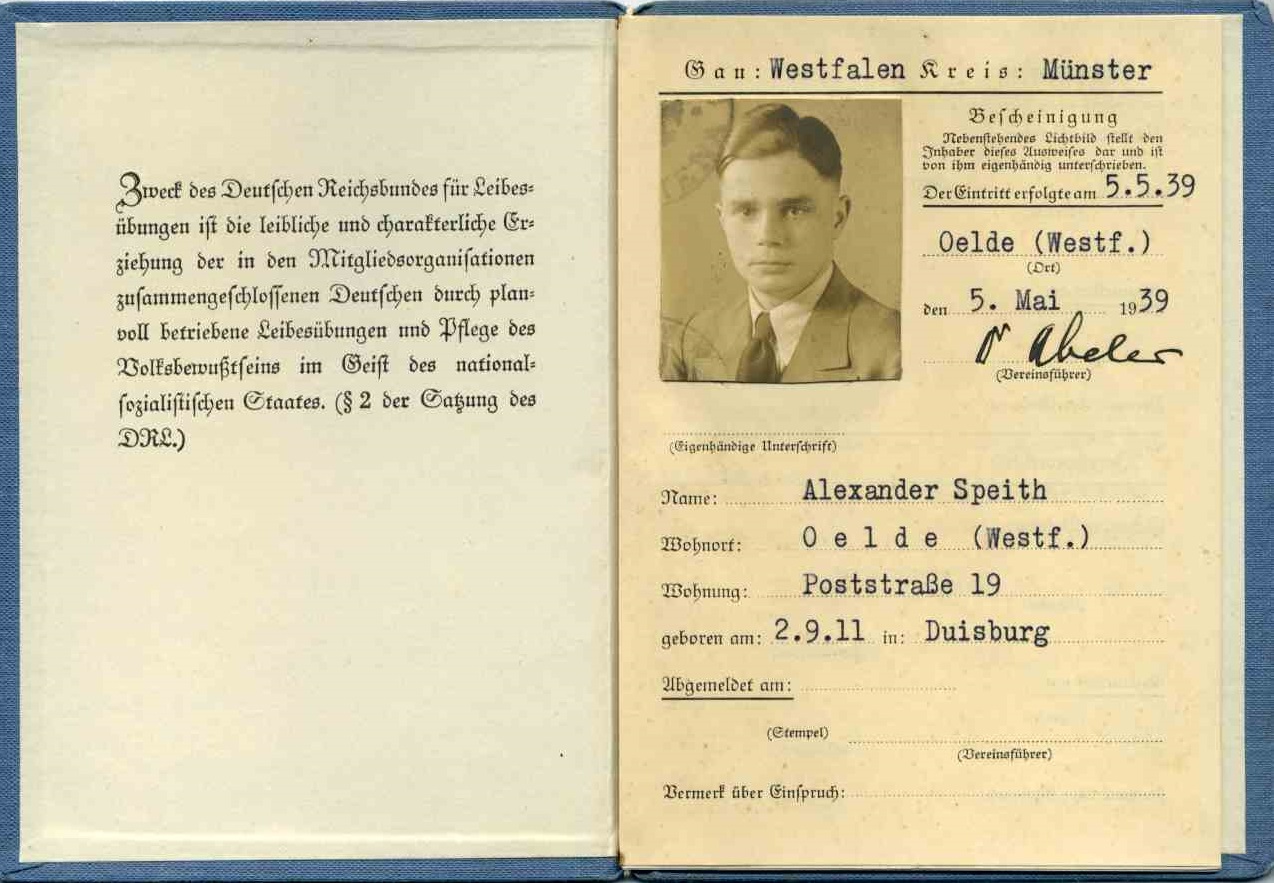 Zweck des Deutschen Reichsbundes für Leibes-
übungen ist die leibliche und charakterliche Er-
ziehung der in den Mitgliedsorganisationen
zusammengeschlossenen Deutschen durch plan-
voll betriebene Leibesübungen und Pflege des
Volksbewußtseins im Geist des national-
sozialistischen Staates. (§ 2 der Satzung des
DRL.)
Gau: Westfalen Kreis: Münster
Bescheinigung
Nebenstehendes Lichtbild stellt den
Inhaber dieses Ausweises dar und ist
von ihm eigenhändig unterschrieben.
Der Eintritt erfolgte am 5.5.39
Oelde (Westf.)
(Ort)
den 5. Mai 1939
Abeler
(Vereinsführer)
(Eigenhändige Unterschrift)
Name: Alexander Speith
Wohnort: Oelde (Westf.)
Wohnung: Poststraße 19
geboren am: 2.9.11 in: Duisburg
Abgemeldet am:
(Stempel)
(Vereinsführer)
Vermerk über Einspruch: